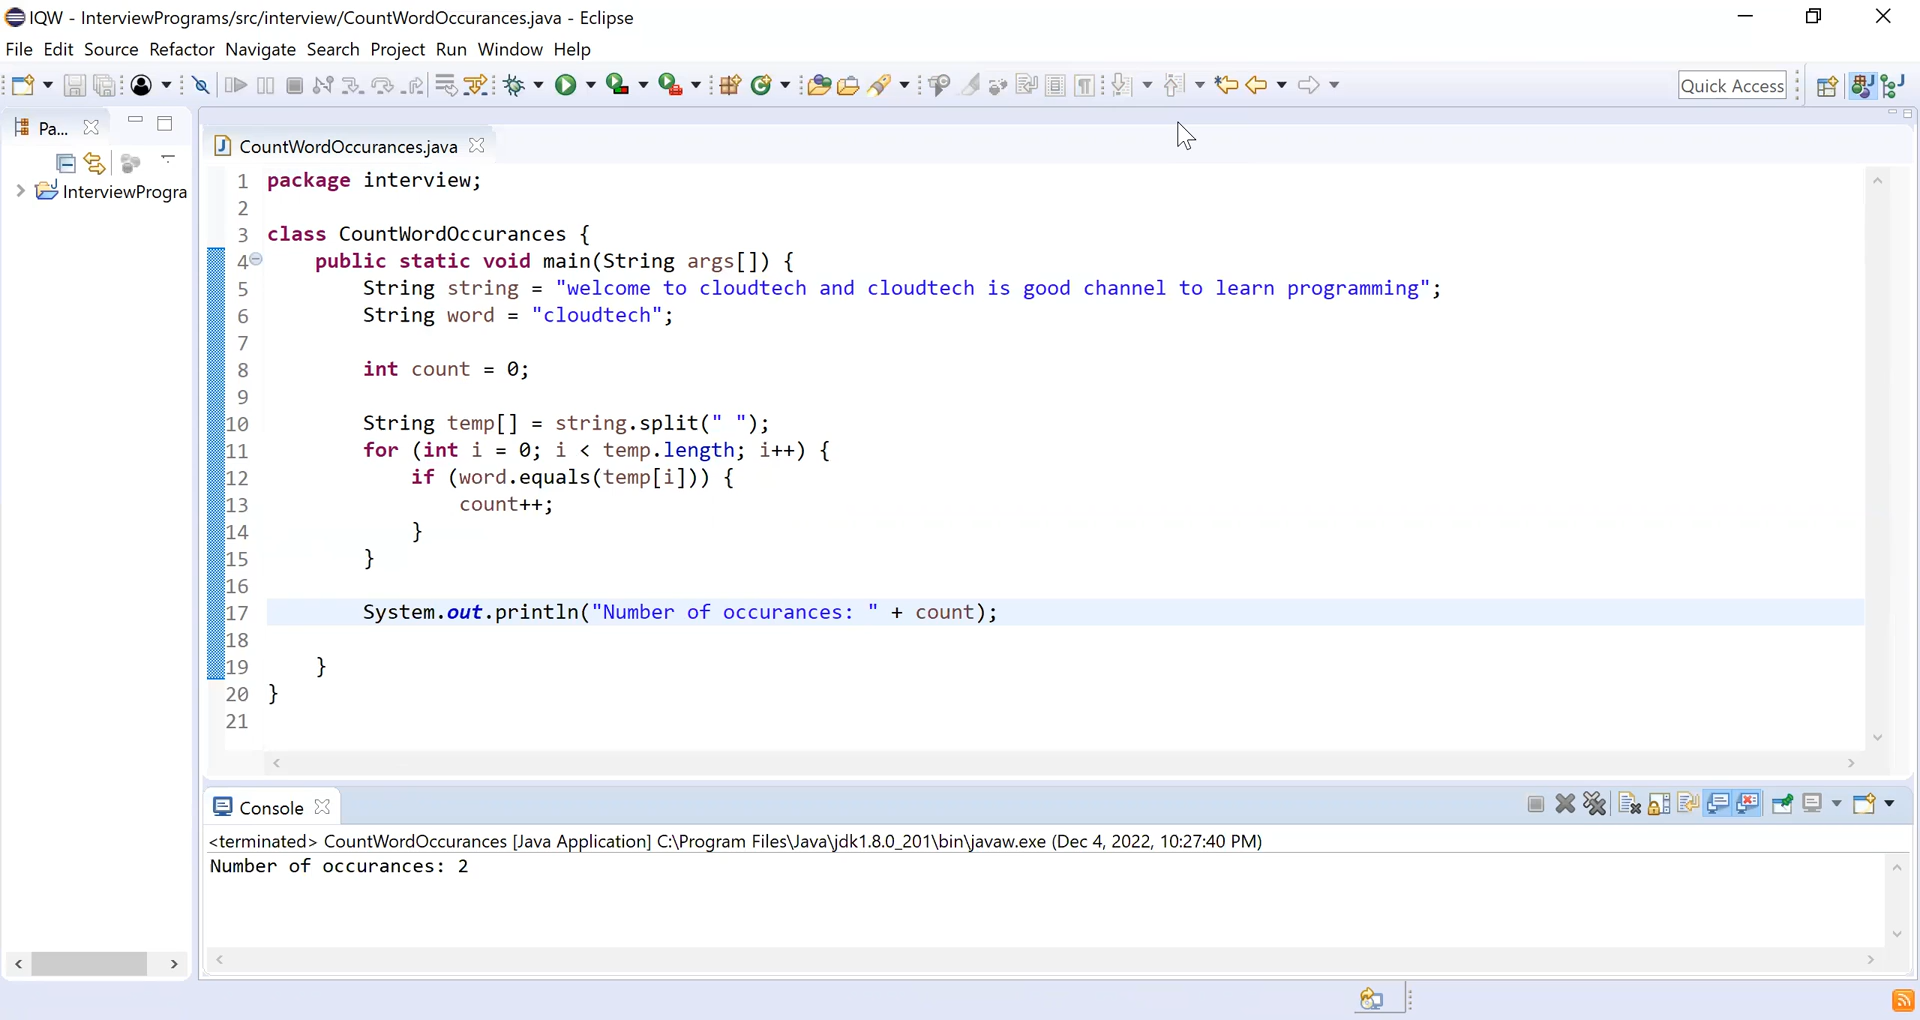 IQW - InterviewPrograms/src/interview/CountWordOccurances.java - Eclipse
File Edit Source Refactor Navigate Search Project Run Window Help
Quick Access
Pa...
CountWordOccurances.java
InterviewProgra
1 package interview;
2
3 class CountWordOccurances {
4 public static void main(String args[]) {
5 String string = "welcome to cloudtech and cloudtech is good channel to learn programming";
6 String word = "cloudtech";
7
8 int count = 0;
9
10 String temp[] = string.split(" ");
11 for (int i = 0; i < temp.length; i++) {
12 if (word.equals(temp[i])) {
13 count++;
14 }
15 }
16
17 System.out.println("Number of occurances: " + count);
18
19 }
20 }
21
Console
<terminated> CountWordOccurances [Java Application] C:\Program Files\Java\jdk1.8.0_201\bin\javaw.exe (Dec 4, 2022, 10:27:40 PM)
Number of occurances: 2